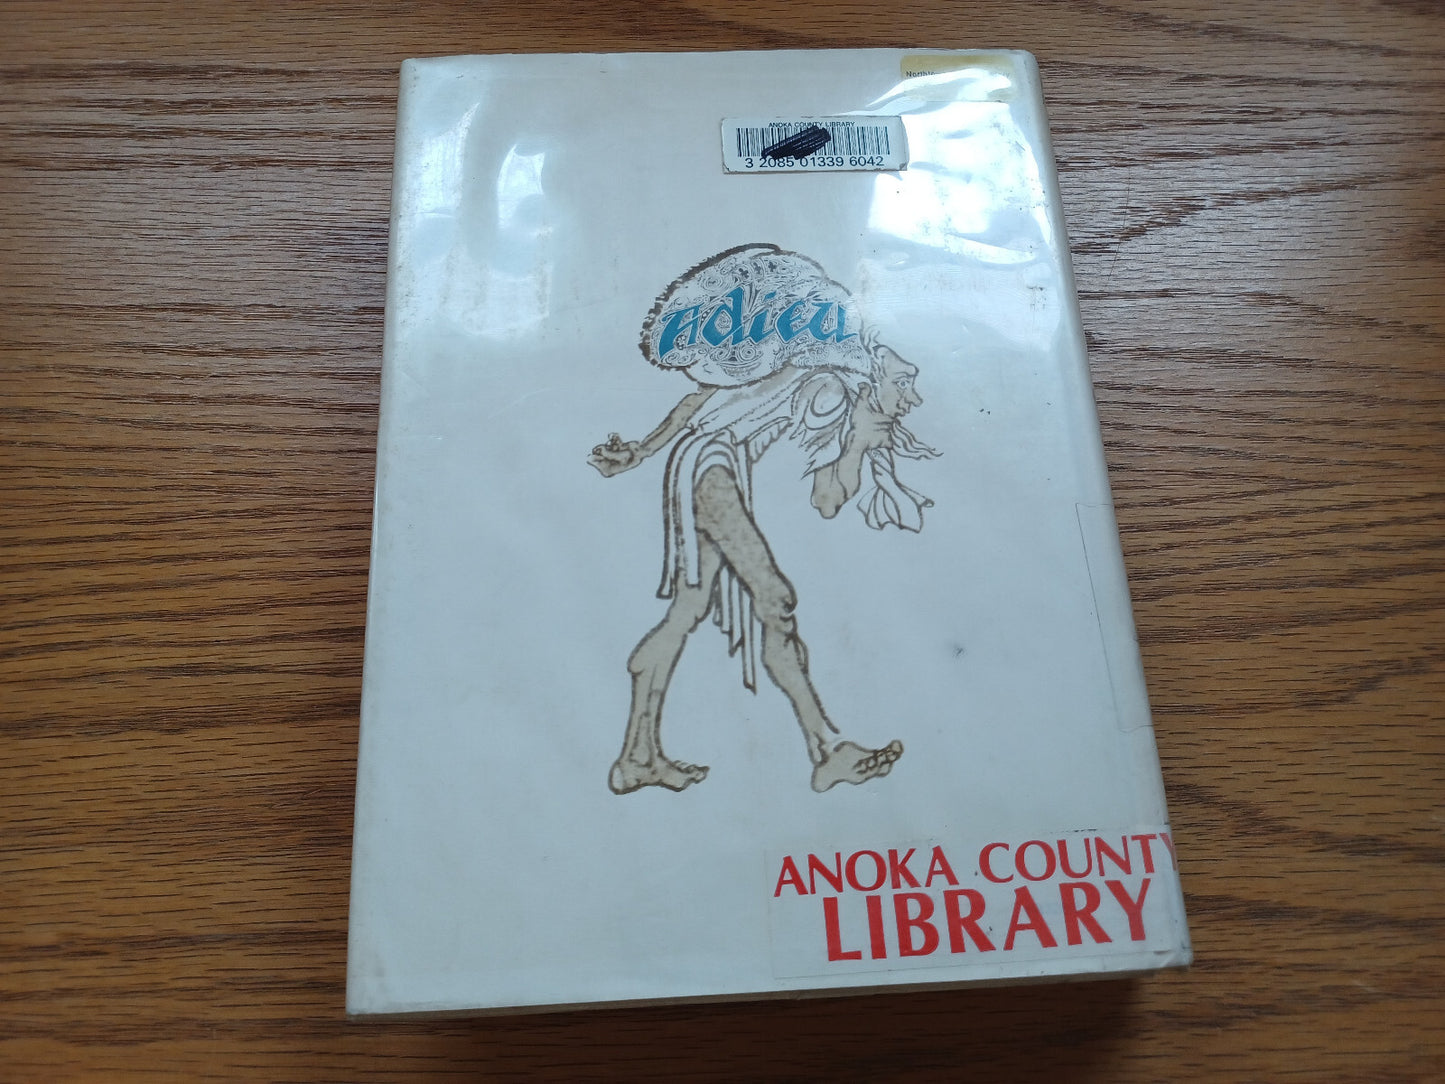 ANOKA COUNTY LIBRARY
3 2085 01339 6042
Adieu
ANOKA COUNTY
LIBRARY